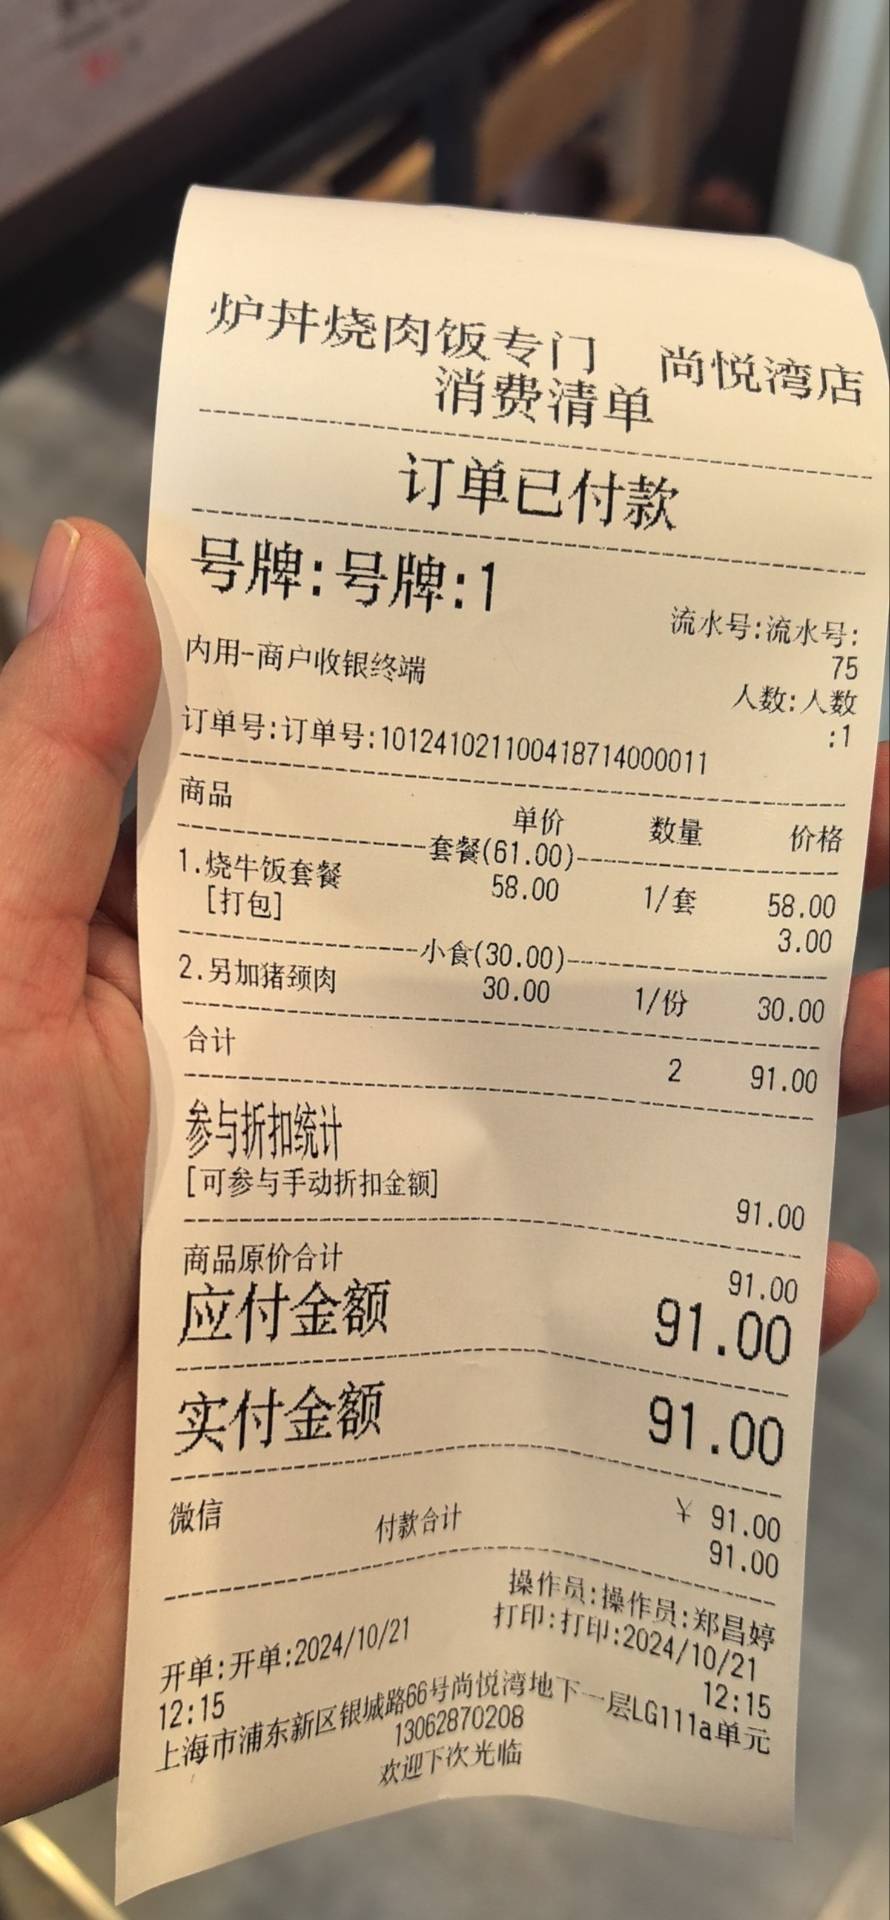 炉丼烧肉饭专门 尚悦湾店
消费清单
订单已付款
号牌:号牌:1
流水号:流水号:
75
内用-商户收银终端
人数:人数
:1
订单号:订单号:101241021100418714000011
商品 单价 数量 价格
套餐(61.00)
1.烧牛饭套餐 58.00 1/套 58.00
[打包] 3.00
小食(30.00)
2.另加猪颈肉 30.00 1/份 30.00
合计 2 91.00
参与折扣统计
[可参与手动折扣金额]
91.00
商品原价合计 91.00
应付金额 91.00
实付金额 91.00
微信 ¥ 91.00
付款合计 91.00
操作员:操作员:郑昌婷
开单:开单:2024/10/21 打印:打印:2024/10/21
12:15 12:15
上海市浦东新区银城路66号尚悦湾地下一层LG111a单元
13062870208
欢迎下次光临